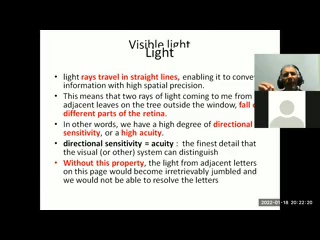 Visible light
Light
• light rays travel in straight lines, enabling it to conve
information with high spatial precision.
• This means that two rays of light coming to me from
adjacent leaves on the tree outside the window, fall
different parts of the retina.
• In other words, we have a high degree of directional
sensitivity, or a high acuity.
• directional sensitivity = acuity : the finest detail that
the visual (or other) system can distinguish
• Without this property, the light from adjacent letters
on this page would become irretrievably jumbled and
we would not be able to resolve the letters
2022-01-18 20:22:20